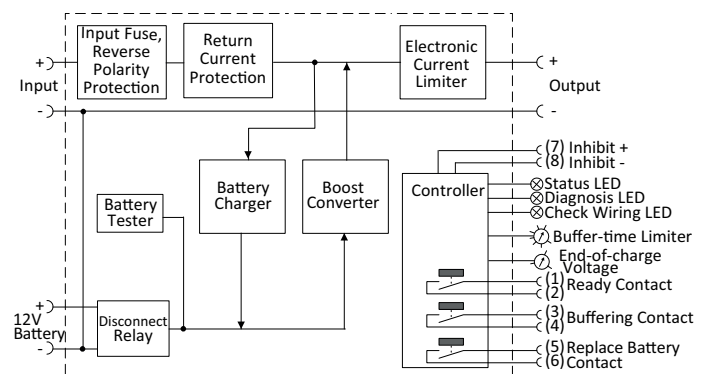 Input Fuse,
Reverse
Polarity
Protection
Return
Current
Protection
Electronic
Current
Limiter
+
Input
-
+
Output
-
Battery
Charger
Boost
Converter
Battery
Tester
Disconnect
Relay
+
12V
Battery
-
Controller
(7) Inhibit +
(8) Inhibit -
Status LED
Diagnosis LED
Check Wiring LED
Buffer-time Limiter
End-of-charge
Voltage
(1)
Ready Contact
(2)
(3)
Buffering Contact
(4)
(5) Replace Battery
(6) Contact